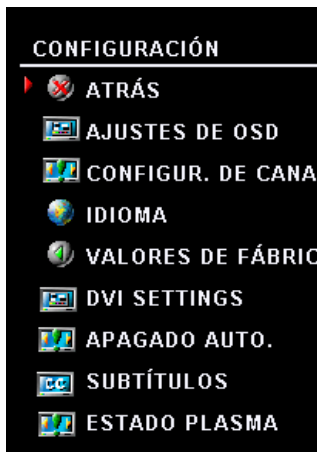 CONFIGURACIÓN
ATRÁS
AJUSTES DE OSD
CONFIGUR. DE CANA
IDIOMA
VALORES DE FÁBRIC
DVI SETTINGS
APAGADO AUTO.
CC SUBTÍTULOS
ESTADO PLASMA